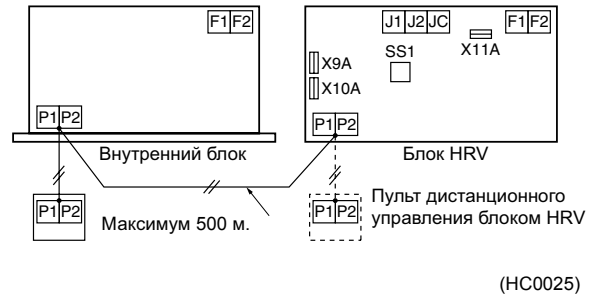 F1 F2
J1 J2 JC
F1 F2
SS1
X11A
X9A
X10A
P1 P2
P1 P2
Внутренний блок
Блок HRV
P1 P2
Максимум 500 м.
P1 P2
Пульт дистанционного
управления блоком HRV
(HC0025)